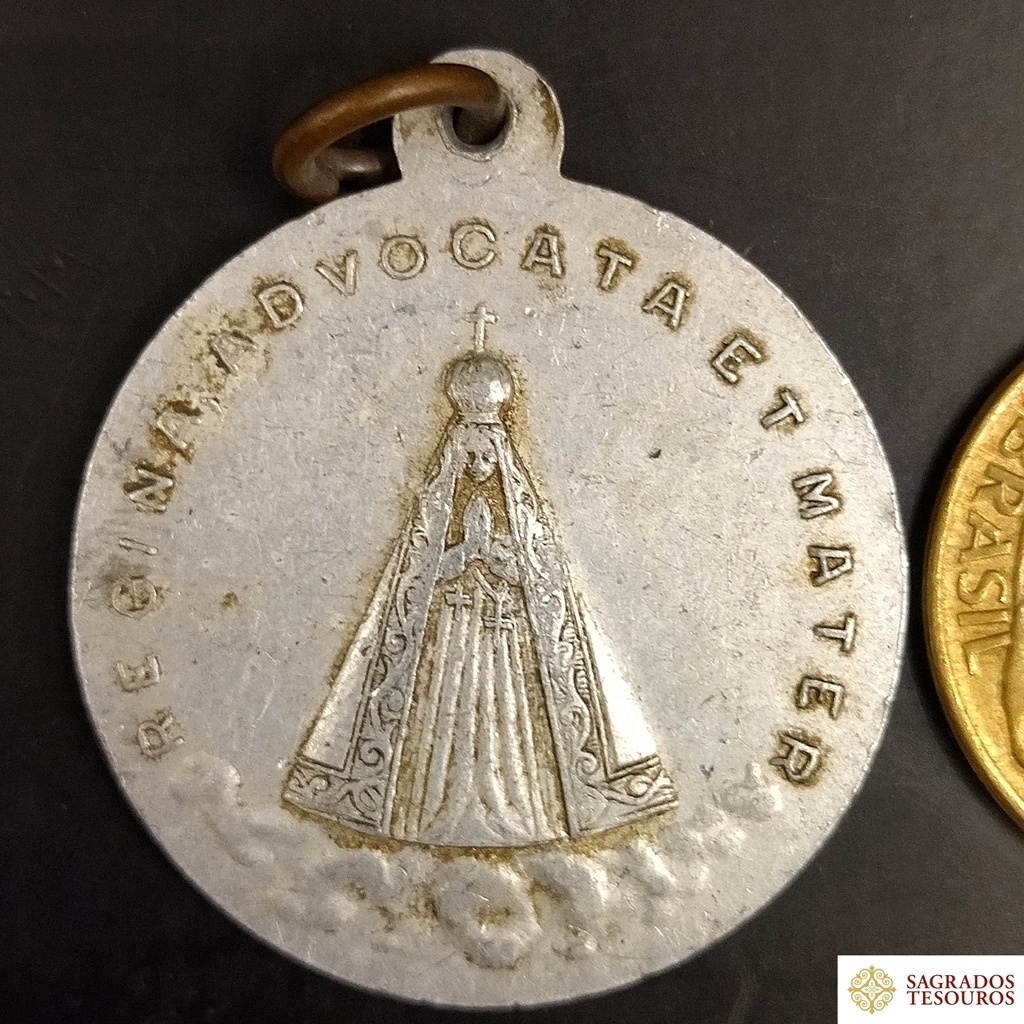 REGINA, ADVOCATA ET MATER
BRASIL
SAGRADOS
TESOUROS